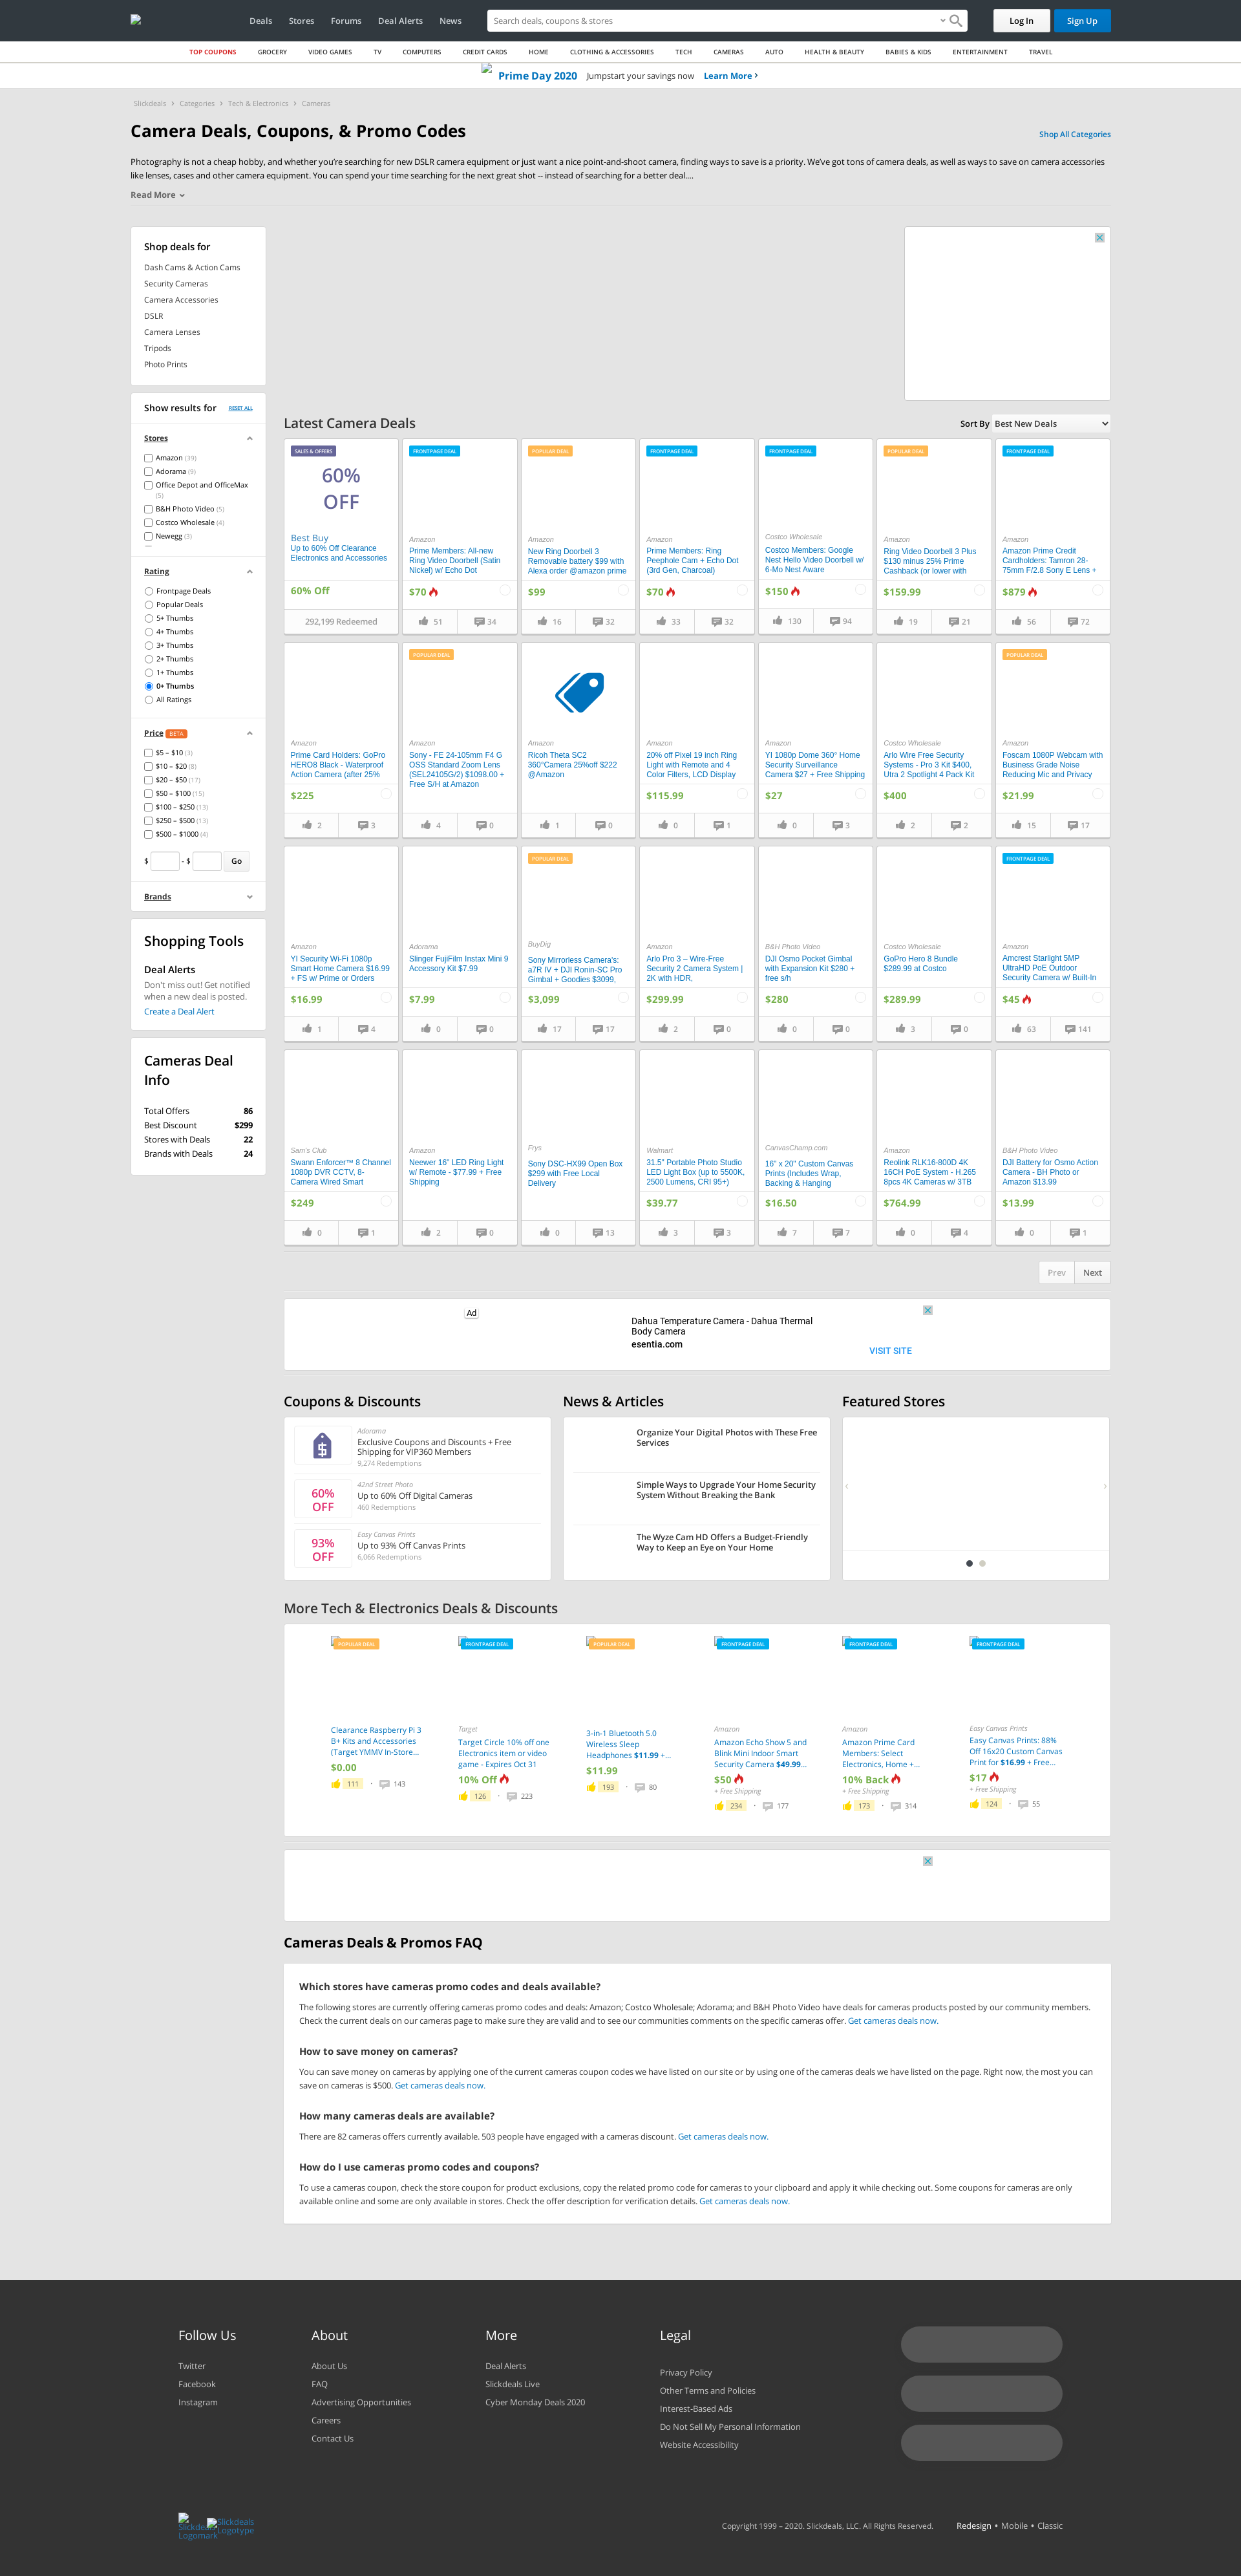 Deals Stores Forums Deal Alerts News
Search deals, coupons & stores
Log In
Sign Up
TOP COUPONS GROCERY VIDEO GAMES TV COMPUTERS CREDIT CARDS HOME CLOTHING & ACCESSORIES TECH CAMERAS AUTO HEALTH & BEAUTY BABIES & KIDS ENTERTAINMENT TRAVEL
Prime Day 2020 Jumpstart your savings now Learn More ›
Slickdeals › Categories › Tech & Electronics › Cameras
Camera Deals, Coupons, & Promo Codes
Shop All Categories
Photography is not a cheap hobby, and whether you're searching for new DSLR camera equipment or just want a nice point-and-shoot camera, finding ways to save is a priority. We've got tons of camera deals, as well as ways to save on camera accessories
like lenses, cases and other camera equipment. You can spend your time searching for the next great shot -- instead of searching for a better deal....
Read More
Shop deals for
Dash Cams & Action Cams
Security Cameras
Camera Accessories
DSLR
Camera Lenses
Tripods
Photo Prints
Show results for RESET ALL
Stores
Amazon (39)
Adorama (9)
Office Depot and OfficeMax
(5)
B&H Photo Video (5)
Costco Wholesale (4)
Newegg (3)
Rating
Frontpage Deals
Popular Deals
5+ Thumbs
4+ Thumbs
3+ Thumbs
2+ Thumbs
1+ Thumbs
0+ Thumbs
All Ratings
Price BETA
$5 – $10 (3)
$10 – $20 (8)
$20 – $50 (17)
$50 – $100 (15)
$100 – $250 (13)
$250 – $500 (13)
$500 – $1000 (4)
$ - $ Go
Brands
Shopping Tools
Deal Alerts
Don't miss out! Get notified
when a new deal is posted.
Create a Deal Alert
Cameras Deal
Info
Total Offers 86
Best Discount $299
Stores with Deals 22
Brands with Deals 24
Latest Camera Deals
Sort By Best New Deals
SALES & OFFERS
60%
OFF
Best Buy
Up to 60% Off Clearance
Electronics and Accessories
60% Off
292,199 Redeemed
FRONTPAGE DEAL
Amazon
Prime Members: All-new
Ring Video Doorbell (Satin
Nickel) w/ Echo Dot
$70
51 34
POPULAR DEAL
Amazon
New Ring Doorbell 3
Removable battery $99 with
Alexa order @amazon prime
$99
16 32
FRONTPAGE DEAL
Amazon
Prime Members: Ring
Peephole Cam + Echo Dot
(3rd Gen, Charcoal)
$70
33 32
FRONTPAGE DEAL
Costco Wholesale
Costco Members: Google
Nest Hello Video Doorbell w/
6-Mo Nest Aware
$150
130 94
POPULAR DEAL
Amazon
Ring Video Doorbell 3 Plus
$130 minus 25% Prime
Cashback (or lower with
$159.99
19 21
FRONTPAGE DEAL
Amazon
Amazon Prime Credit
Cardholders: Tamron 28-
75mm F/2.8 Sony E Lens +
$879
56 72
Amazon
Prime Card Holders: GoPro
HERO8 Black - Waterproof
Action Camera (after 25%
$225
2 3
POPULAR DEAL
Amazon
Sony - FE 24-105mm F4 G
OSS Standard Zoom Lens
(SEL24105G/2) $1098.00 +
Free S/H at Amazon
4 0
Amazon
Ricoh Theta SC2
360°Camera 25%off $222
@Amazon
1 0
Amazon
20% off Pixel 19 inch Ring
Light with Remote and 4
Color Filters, LCD Display
$115.99
0 1
Amazon
YI 1080p Dome 360° Home
Security Surveillance
Camera $27 + Free Shipping
$27
0 3
Costco Wholesale
Arlo Wire Free Security
Systems - Pro 3 Kit $400,
Utra 2 Spotlight 4 Pack Kit
$400
2 2
POPULAR DEAL
Amazon
Foscam 1080P Webcam with
Business Grade Noise
Reducing Mic and Privacy
$21.99
15 17
Amazon
YI Security Wi-Fi 1080p
Smart Home Camera $16.99
+ FS w/ Prime or Orders
$16.99
1 4
Adorama
Slinger FujiFilm Instax Mini 9
Accessory Kit $7.99
$7.99
0 0
POPULAR DEAL
BuyDig
Sony Mirrorless Camera's:
a7R IV + DJI Ronin-SC Pro
Gimbal + Goodies $3099,
$3,099
17 17
Amazon
Arlo Pro 3 – Wire-Free
Security 2 Camera System |
2K with HDR,
$299.99
2 0
B&H Photo Video
DJI Osmo Pocket Gimbal
with Expansion Kit $280 +
free s/h
$280
0 0
Costco Wholesale
GoPro Hero 8 Bundle
$289.99 at Costco
$289.99
3 0
FRONTPAGE DEAL
Amazon
Amcrest Starlight 5MP
UltraHD PoE Outdoor
Security Camera w/ Built-In
$45
63 141
Sam's Club
Swann Enforcer™ 8 Channel
1080p DVR CCTV, 8-
Camera Wired Smart
$249
0 1
Amazon
Neewer 16" LED Ring Light
w/ Remote - $77.99 + Free
Shipping
2 0
Frys
Sony DSC-HX99 Open Box
$299 with Free Local
Delivery
0 13
Walmart
31.5" Portable Photo Studio
LED Light Box (up to 5500K,
2500 Lumens, CRI 95+)
$39.77
3 3
CanvasChamp.com
16" x 20" Custom Canvas
Prints (Includes Wrap,
Backing & Hanging
$16.50
7 7
Amazon
Reolink RLK16-800D 4K
16CH PoE System - H.265
8pcs 4K Cameras w/ 3TB
$764.99
0 4
B&H Photo Video
DJI Battery for Osmo Action
Camera - BH Photo or
Amazon $13.99
$13.99
0 1
Prev Next
Ad
Dahua Temperature Camera - Dahua Thermal
Body Camera
esentia.com
VISIT SITE
Coupons & Discounts
Adorama
Exclusive Coupons and Discounts + Free
Shipping for VIP360 Members
9,274 Redemptions
60%
OFF
42nd Street Photo
Up to 60% Off Digital Cameras
460 Redemptions
93%
OFF
Easy Canvas Prints
Up to 93% Off Canvas Prints
6,066 Redemptions
News & Articles
Organize Your Digital Photos with These Free
Services
Simple Ways to Upgrade Your Home Security
System Without Breaking the Bank
The Wyze Cam HD Offers a Budget-Friendly
Way to Keep an Eye on Your Home
Featured Stores
More Tech & Electronics Deals & Discounts
POPULAR DEAL
Clearance Raspberry Pi 3
B+ Kits and Accessories
(Target YMMV In-Store...
$0.00
111 · 143
FRONTPAGE DEAL
Target
Target Circle 10% off one
Electronics item or video
game - Expires Oct 31
10% Off
126 · 223
POPULAR DEAL
3-in-1 Bluetooth 5.0
Wireless Sleep
Headphones $11.99 +...
$11.99
193 · 80
FRONTPAGE DEAL
Amazon
Amazon Echo Show 5 and
Blink Mini Indoor Smart
Security Camera $49.99...
$50
+ Free Shipping
234 · 177
FRONTPAGE DEAL
Amazon
Amazon Prime Card
Members: Select
Electronics, Home +...
10% Back
+ Free Shipping
173 · 314
FRONTPAGE DEAL
Easy Canvas Prints
Easy Canvas Prints: 88%
Off 16x20 Custom Canvas
Print for $16.99 + Free...
$17
+ Free Shipping
124 · 55
Cameras Deals & Promos FAQ
Which stores have cameras promo codes and deals available?
The following stores are currently offering cameras promo codes and deals: Amazon; Costco Wholesale; Adorama; and B&H Photo Video have deals for cameras products posted by our community members.
Check the current deals on our cameras page to make sure they are valid and to see our communities comments on the specific cameras offer. Get cameras deals now.
How to save money on cameras?
You can save money on cameras by applying one of the current cameras coupon codes we have listed on our site or by using one of the cameras deals we have listed on the page. Right now, the most you can
save on cameras is $500. Get cameras deals now.
How many cameras deals are available?
There are 82 cameras offers currently available. 503 people have engaged with a cameras discount. Get cameras deals now.
How do I use cameras promo codes and coupons?
To use a cameras coupon, check the store coupon for product exclusions, copy the related promo code for cameras to your clipboard and apply it while checking out. Some coupons for cameras are only
available online and some are only available in stores. Check the offer description for verification details. Get cameras deals now.
Follow Us
Twitter
Facebook
Instagram
About
About Us
FAQ
Advertising Opportunities
Careers
Contact Us
More
Deal Alerts
Slickdeals Live
Cyber Monday Deals 2020
Legal
Privacy Policy
Other Terms and Policies
Interest-Based Ads
Do Not Sell My Personal Information
Website Accessibility
Slickdeals
Logomark
Slickdeals
Logotype
Copyright 1999 – 2020. Slickdeals, LLC. All Rights Reserved.
Redesign • Mobile • Classic